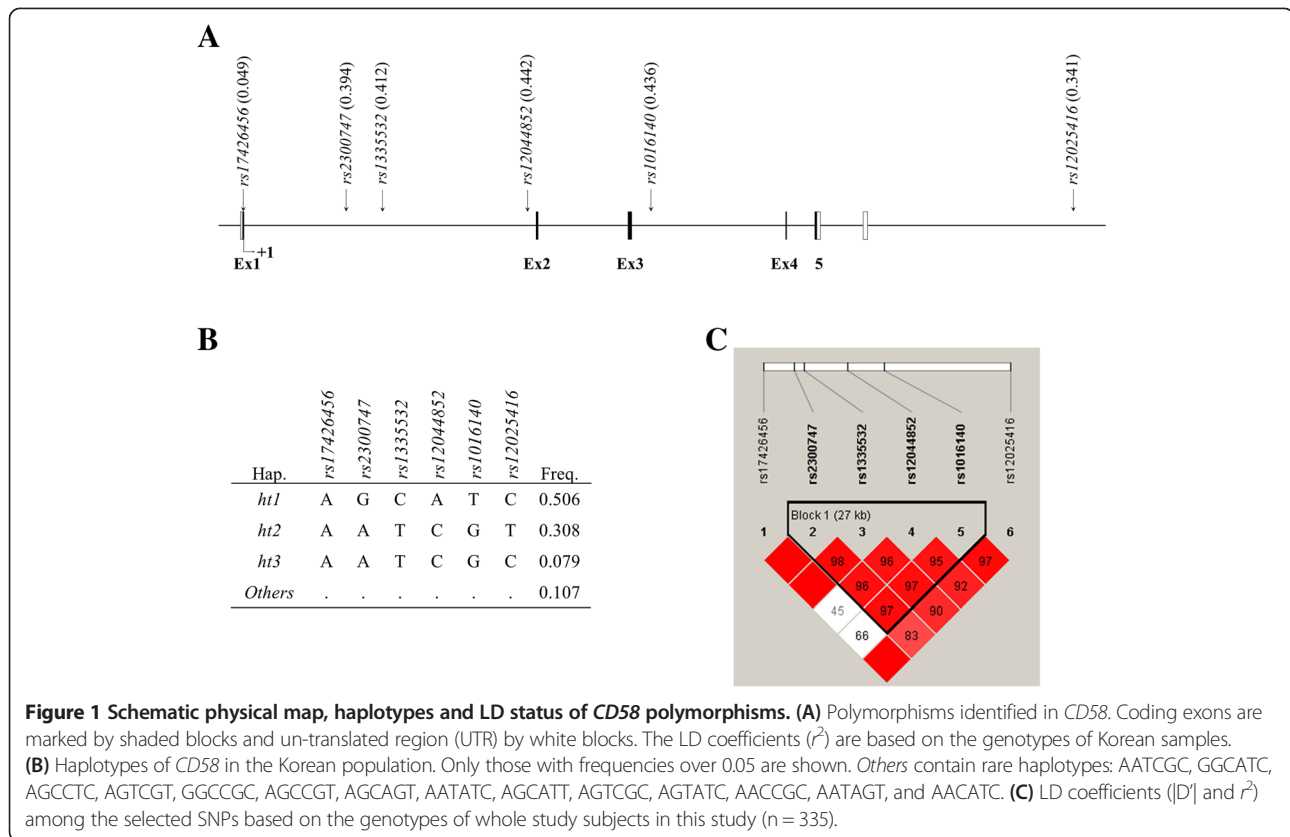 A
rs17426456 (0.049)
rs2300747 (0.394)
rs1335532 (0.412)
rs12044852 (0.442)
rs1016140 (0.436)
rs12025416 (0.341)
+1
Ex1 Ex2 Ex3 Ex4 5
B
Hap. rs17426456 rs2300747 rs1335532 rs12044852 rs1016140 rs12025416 Freq.
ht1 A G C A T C 0.506
ht2 A A T C G T 0.308
ht3 A A T C G C 0.079
Others . . . . . . 0.107
C
rs17426456
rs2300747
rs1335532
rs12044852
rs1016140
rs12025416
Block 1 (27 kb)
1 2 3 4 5 6
98 96 95 97
96 97 92
45 97 90
66 83
Figure 1 Schematic physical map, haplotypes and LD status of CD58 polymorphisms. (A) Polymorphisms identified in CD58. Coding exons are
marked by shaded blocks and un-translated region (UTR) by white blocks. The LD coefficients (r²) are based on the genotypes of Korean samples.
(B) Haplotypes of CD58 in the Korean population. Only those with frequencies over 0.05 are shown. Others contain rare haplotypes: AATCGC, GGCATC,
AGCCTC, AGTCGT, GGCCGC, AGCCGT, AGCAGT, AATATC, AGCATT, AGTCGC, AGTATC, AACCGC, AATAGT, and AACATC. (C) LD coefficients (|D'| and r²)
among the selected SNPs based on the genotypes of whole study subjects in this study (n = 335).